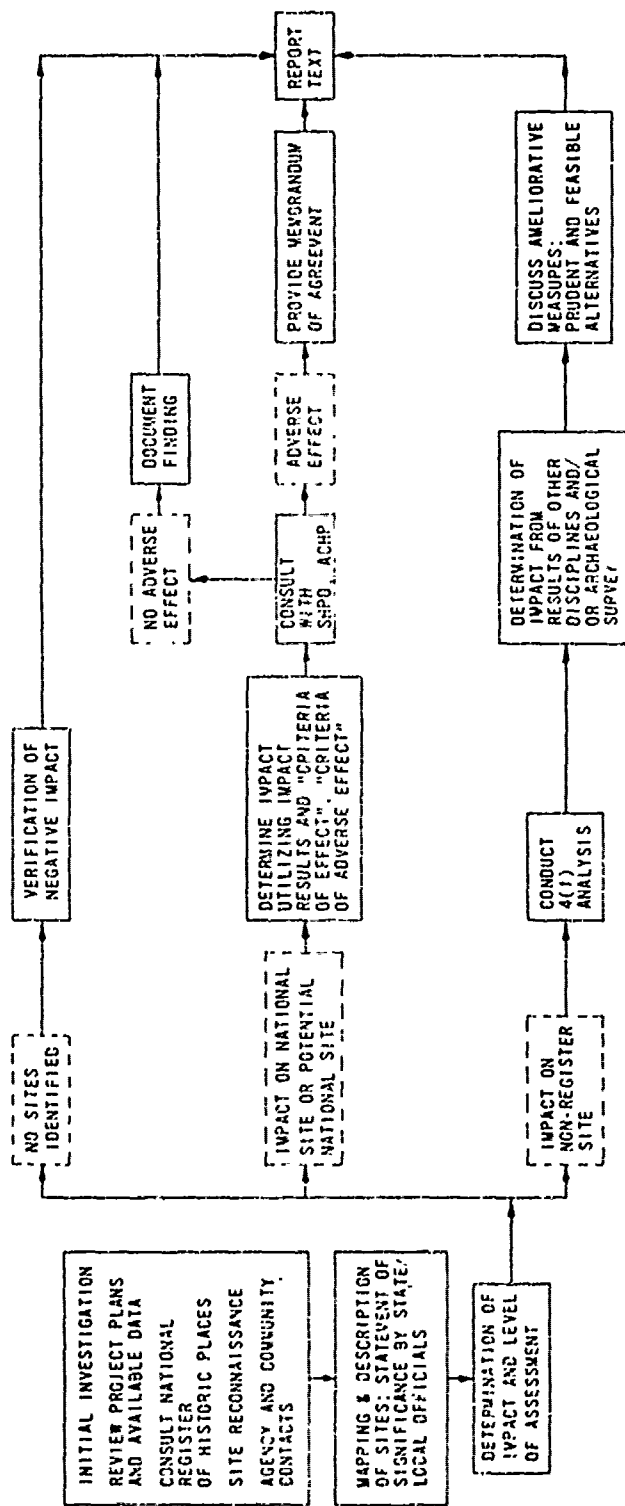 INITIAL INVESTIGATION
REVIEW PROJECT PLANS
AND AVAILABLE DATA
CONSULT NATIONAL
REGISTER
OF HISTORIC PLACES
SITE RECONNAISSANCE
AGENCY AND COMMUNITY
CONTACTS
MAPPING & DESCRIPTION
OF SITES: STATEMENT OF
SIGNIFICANCE BY STATE/
LOCAL OFFICIALS
DETERMINATION OF
IMPACT AND LEVEL
OF ASSESSMENT
NO SITES
IDENTIFIED
VERIFICATION OF
NEGATIVE IMPACT
IMPACT ON NATIONAL
SITE OR POTENTIAL
NATIONAL SITE
DETERMINE IMPACT
UTILIZING IMPACT
RESULTS AND "CRITERIA
OF EFFECT", "CRITERIA
OF ADVERSE EFFECT"
CONSULT
WITH
SHPO, ACHP
NO ADVERSE
EFFECT
DOCUMENT
FINDING
ADVERSE
EFFECT
PROVIDE MEMORANDUM
OF AGREEMENT
IMPACT ON
NON-REGISTER
SITE
CONDUCT
4(f)
ANALYSIS
DETERMINATION OF
IMPACT FROM
RESULTS OF OTHER
DISCIPLINES AND/
OR ARCHAEOLOGICAL
SURVEY
DISCUSS AMELIORATIVE
MEASURES:
PRUDENT AND FEASIBLE
ALTERNATIVES
REPORT
TEXT